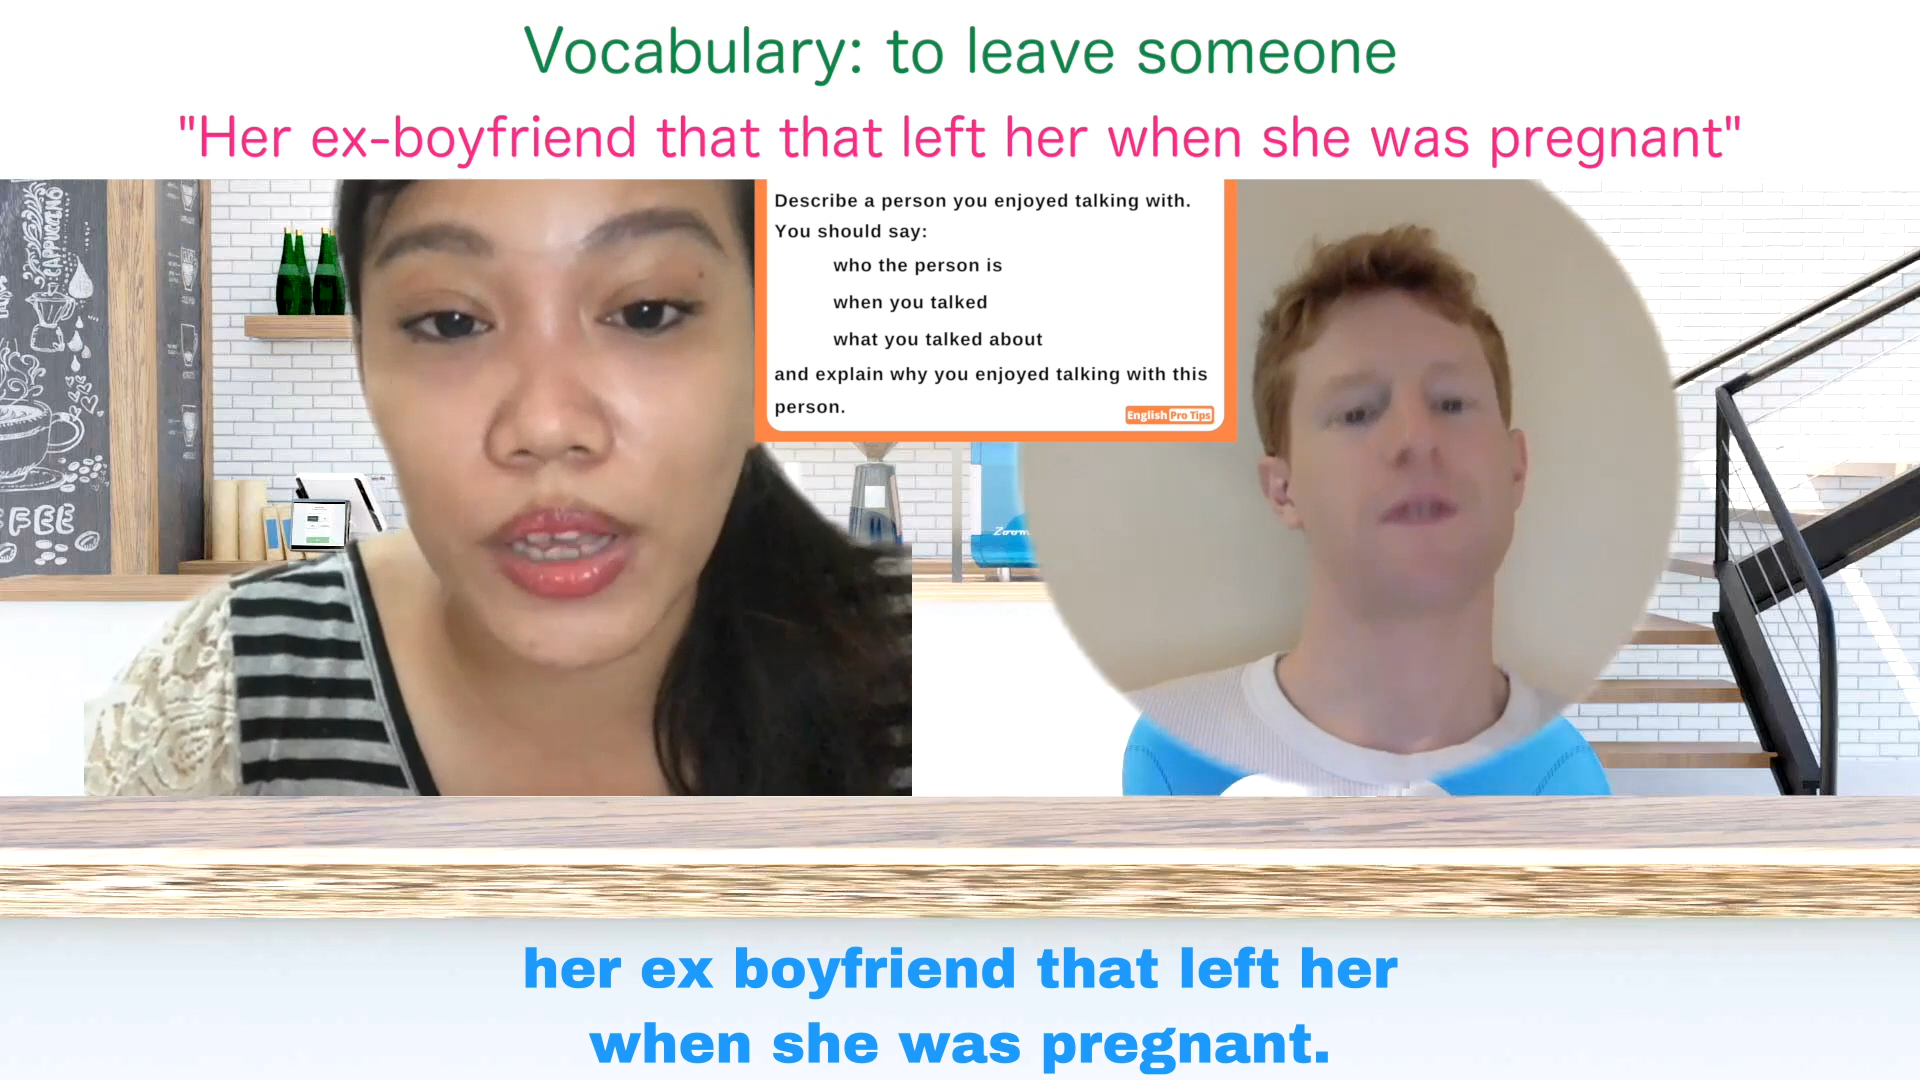 Vocabulary: to leave someone
"Her ex-boyfriend that that left her when she was pregnant"
Describe a person you enjoyed talking with.
You should say:
who the person is
when you talked
what you talked about
and explain why you enjoyed talking with this
person.
English Pro Tips
CAPPUCCINO
FEE
Zoom
her ex boyfriend that left her
when she was pregnant.